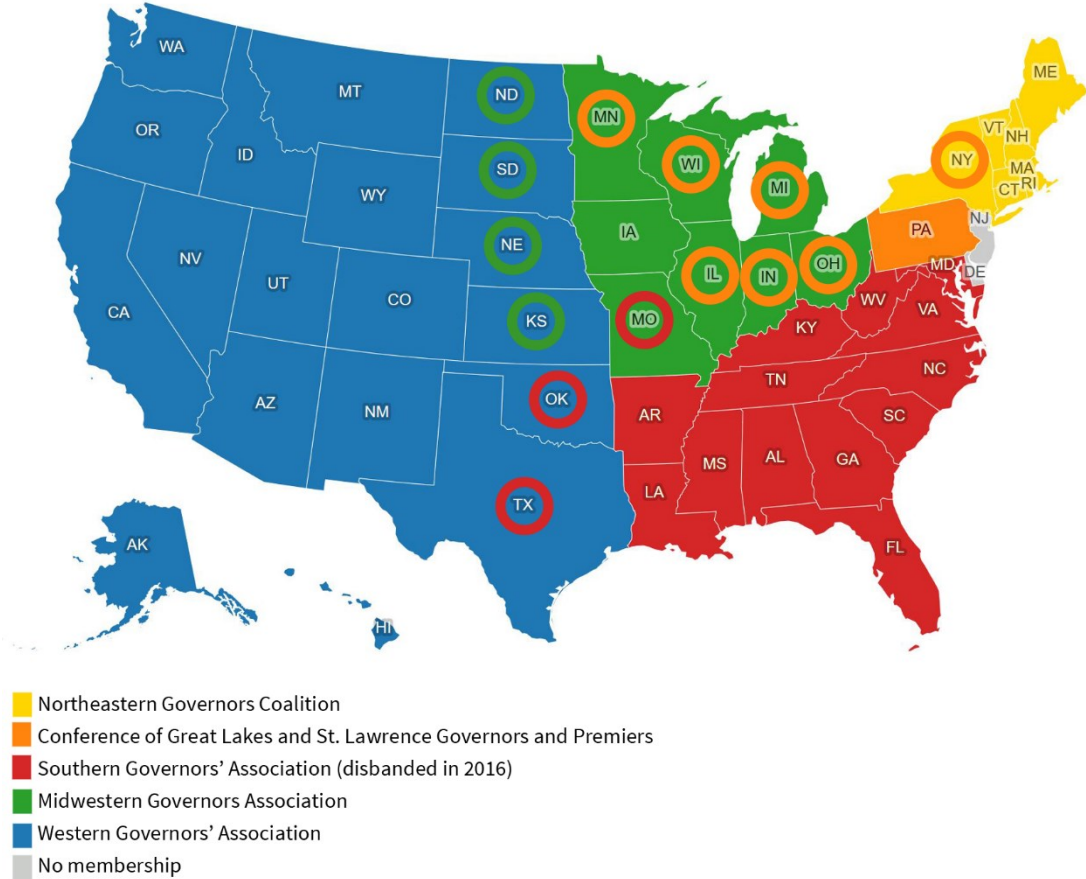 WA
MT
ND
MN
ME
OR
ID
SD
WI
MI
VT
NH
NY
MA
CT
RI
WY
NE
IA
PA
NJ
NV
UT
CO
IL
IN
OH
MD
DE
CA
KS
MO
WV
VA
KY
NC
AZ
NM
OK
AR
TN
SC
MS
AL
GA
LA
TX
FL
AK
HI
Northeastern Governors Coalition
Conference of Great Lakes and St. Lawrence Governors and Premiers
Southern Governors’ Association (disbanded in 2016)
Midwestern Governors Association
Western Governors’ Association
No membership